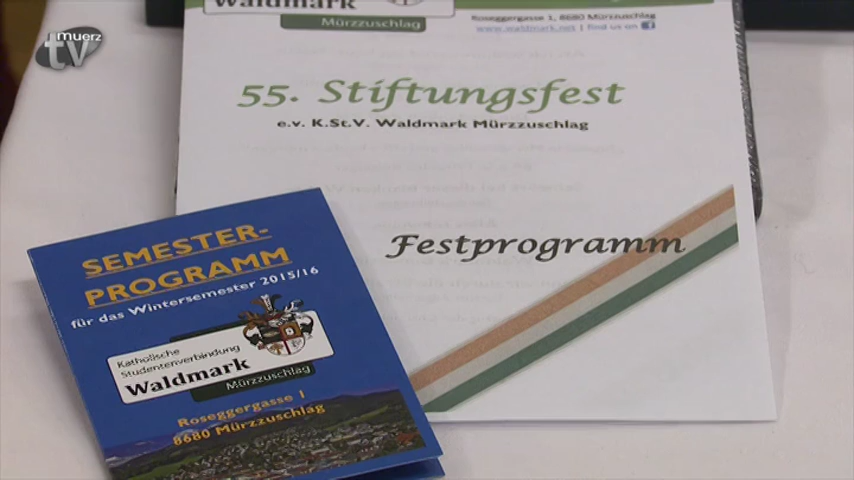 muerz
tv
Waldmark
Mürzzuschlag
Roseggergasse 1, 8680 Mürzzuschlag
www.waldmark.net | find us on f
55. Stiftungsfest
e.v. K.St.V. Waldmark Mürzzuschlag
Festprogramm
SEMESTER-
PROGRAMM
für das Wintersemester 2015/16
Katholische
Studentenverbindung
Waldmark
Mürzzuschlag
Roseggergasse 1
8680 Mürzzuschlag